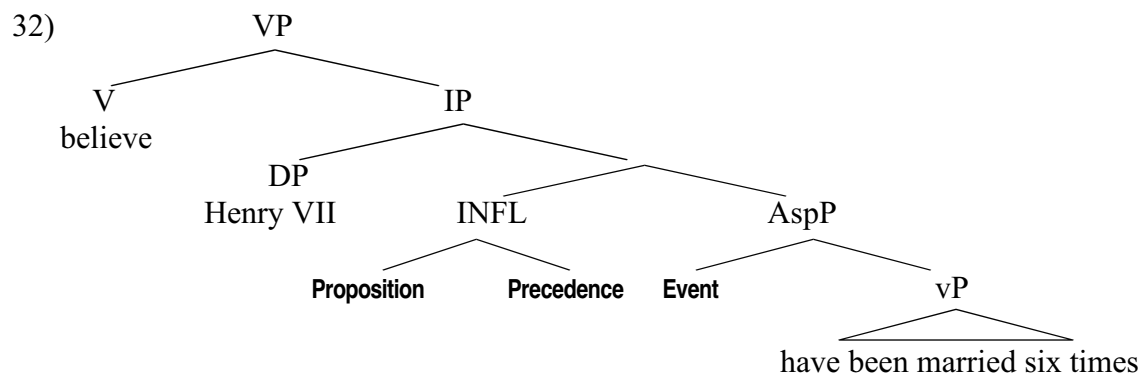 32) VP
V IP
believe
DP
Henry VII INFL AspP
Proposition Precedence Event vP
have been married six times